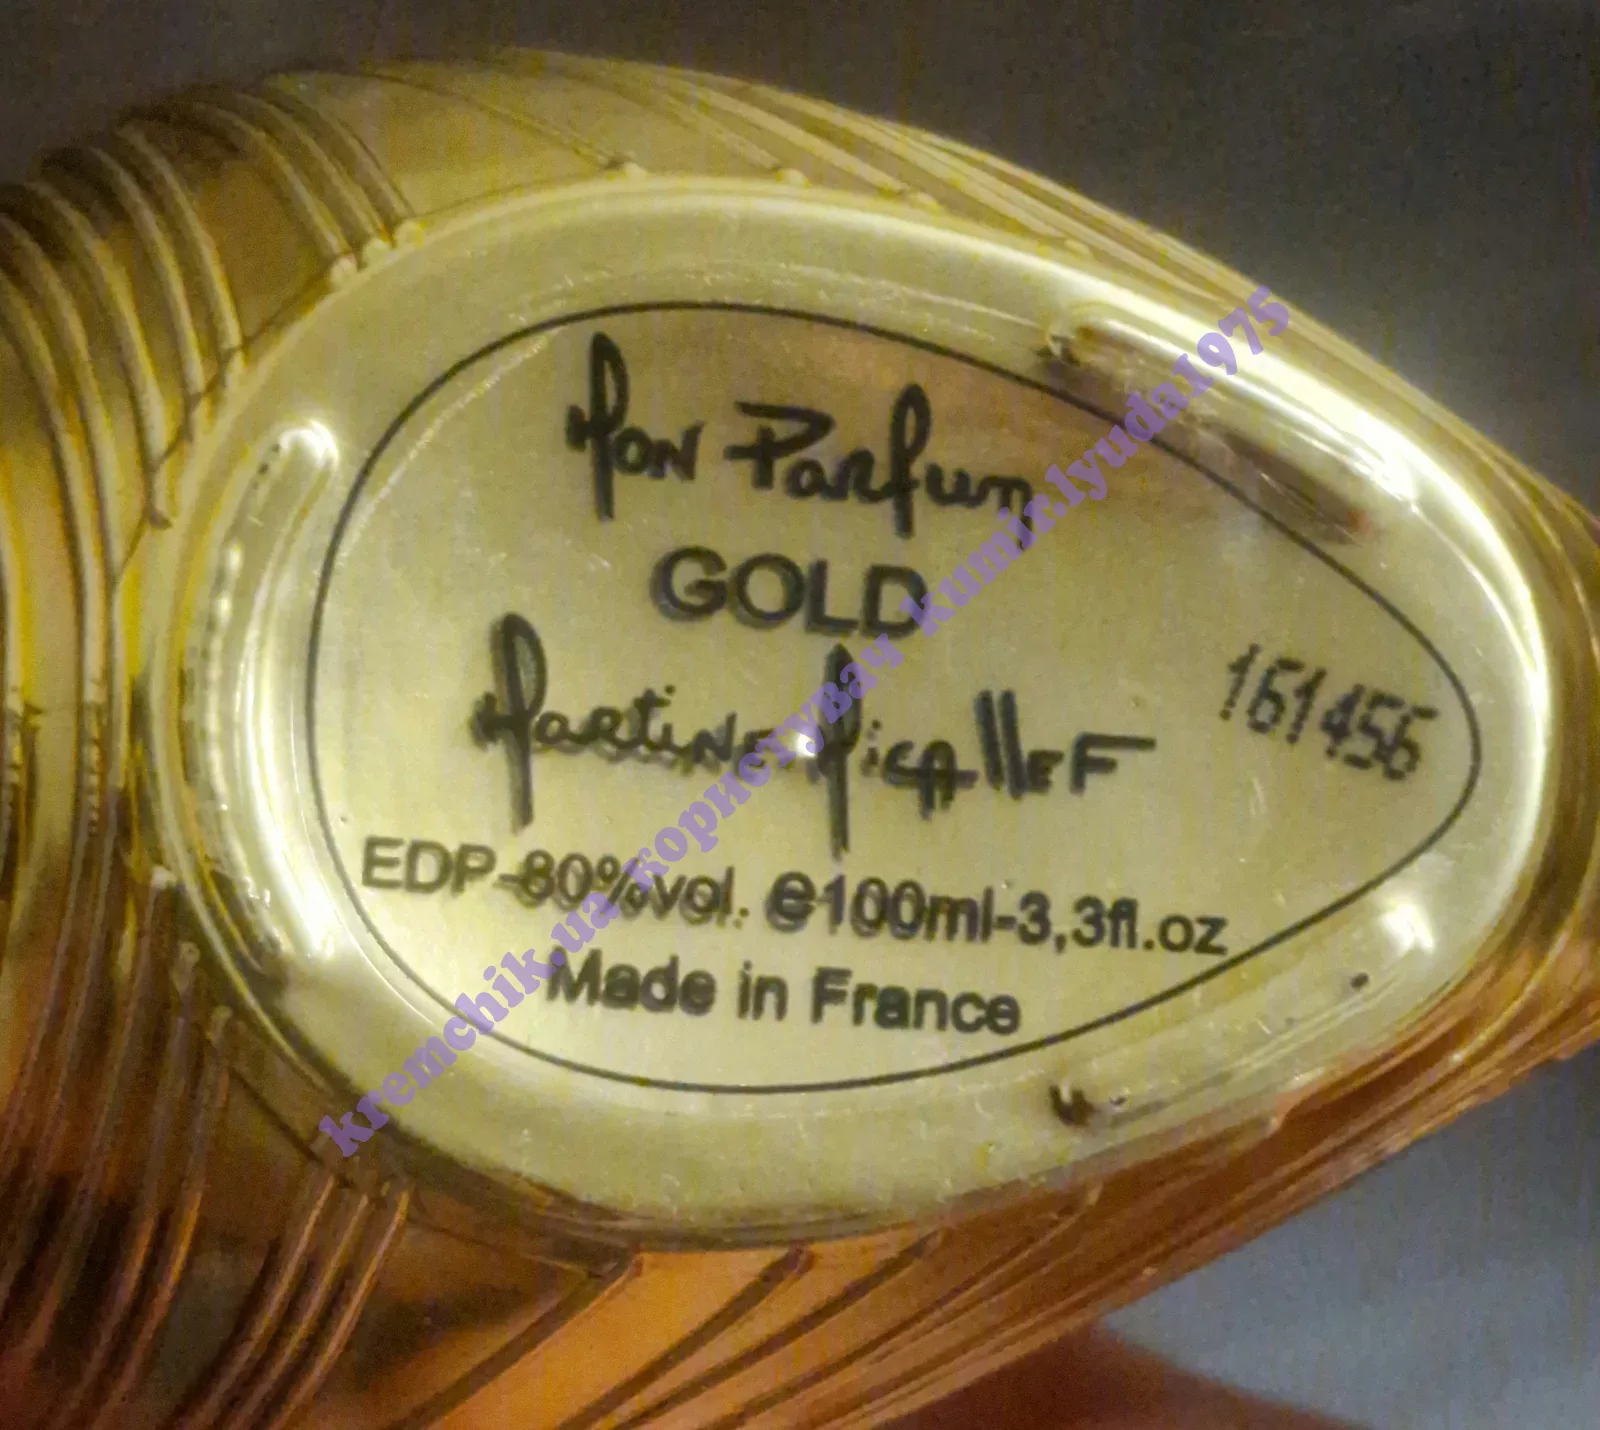 Mon Parfum
GOLD
Martine Micallef
161456
EDP-80%vol. e100ml-3,3fl.oz
Made in France
kremchik.ua користувач kumir.lyuda1975